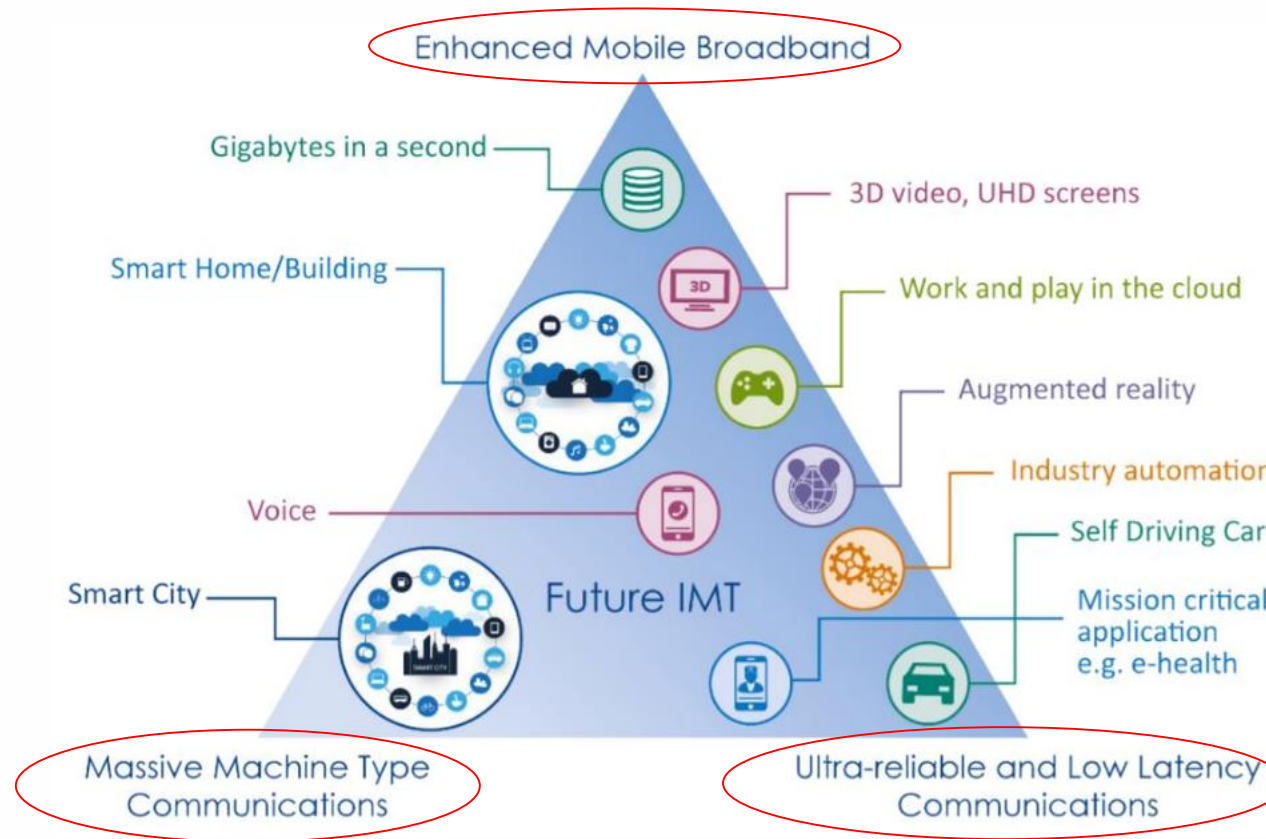 Enhanced Mobile Broadband
Gigabytes in a second
3D video, UHD screens
Smart Home/Building
3D
Work and play in the cloud
Augmented reality
Industry automation
Voice
Self Driving Car
Smart City
Future IMT
Mission critical
application
e.g. e-health
SMART CITY
Massive Machine Type
Communications
Ultra-reliable and Low Latency
Communications